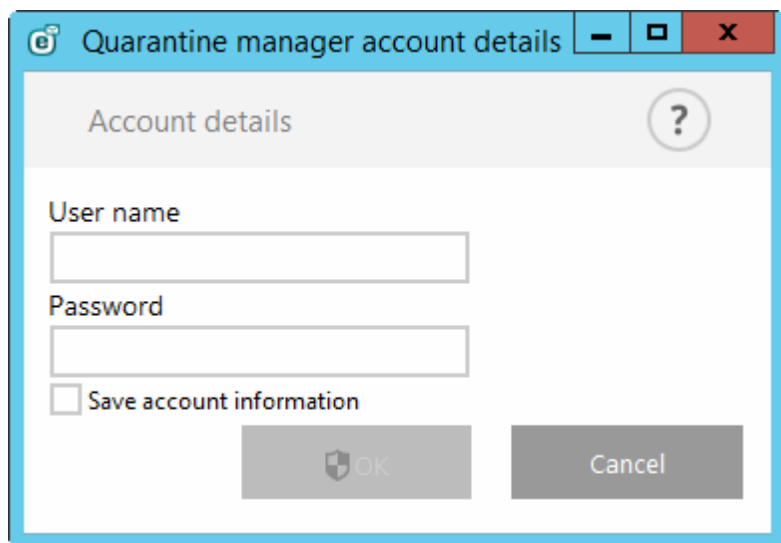 Quarantine manager account details
Account details
?
User name
Password
Save account information
OK
Cancel